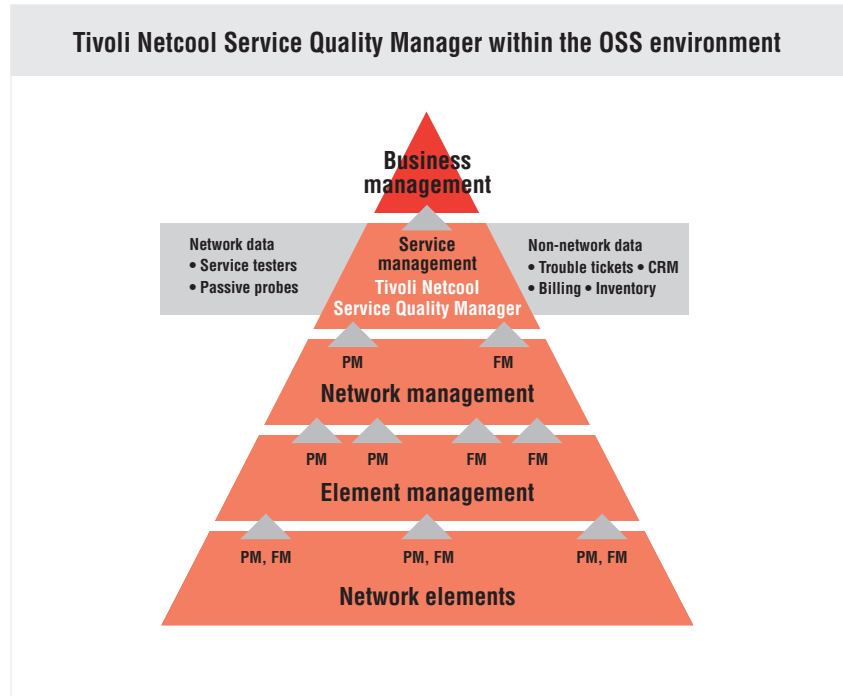 Tivoli Netcool Service Quality Manager within the OSS environment
Business
management
Network data
• Service testers
• Passive probes
Service
management
Tivoli Netcool
Service Quality Manager
Non-network data
• Trouble tickets • CRM
• Billing • Inventory
PM
FM
Network management
PM
PM
FM
FM
Element management
PM, FM
PM, FM
PM, FM
Network elements